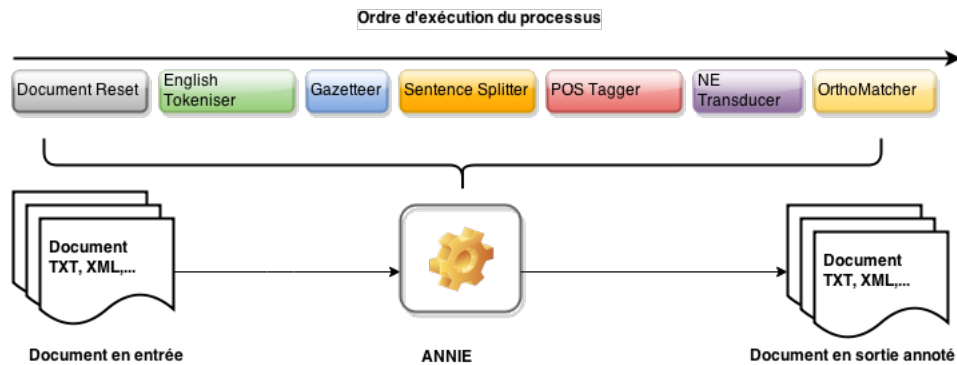 Ordre d'exécution du processus
Document Reset
English
Tokeniser
Gazetteer
Sentence Splitter
POS Tagger
NE
Transducer
OrthoMatcher
Document
TXT, XML,...
Document
TXT, XML,...
Document en entrée
ANNIE
Document en sortie annoté